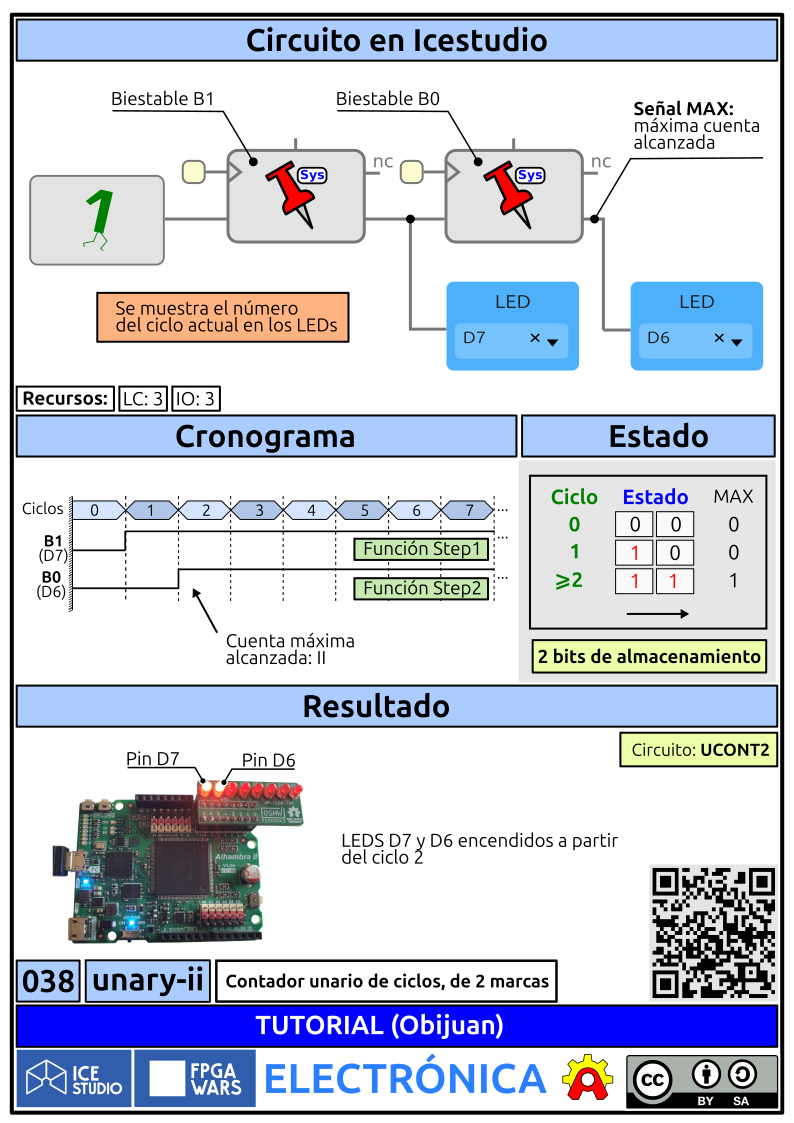 Circuito en Icestudio
Biestable B1
Biestable B0
Señal MAX:
máxima cuenta
alcanzada
Sys
nc
Sys
nc
1
Se muestra el número
del ciclo actual en los LEDs
LED
D7
LED
D6
Recursos: LC: 3 IO: 3
Cronograma
Estado
Ciclos 0 1 2 3 4 5 6 7 ...
B1
(D7)
Función Step1
...
B0
(D6)
Función Step2
...
Cuenta máxima
alcanzada: II
Ciclo Estado MAX
0 0 0 0
1 1 0 0
⩾2 1 1 1
2 bits de almacenamiento
Resultado
Circuito: UCONT2
Pin D7
Pin D6
Alhambra II
LEDS D7 y D6 encendidos a partir
del ciclo 2
038 unary-ii Contador unario de ciclos, de 2 marcas
TUTORIAL (Obijuan)
ICE
STUDIO
FPGA
WARS
ELECTRÓNICA
cc
BY SA